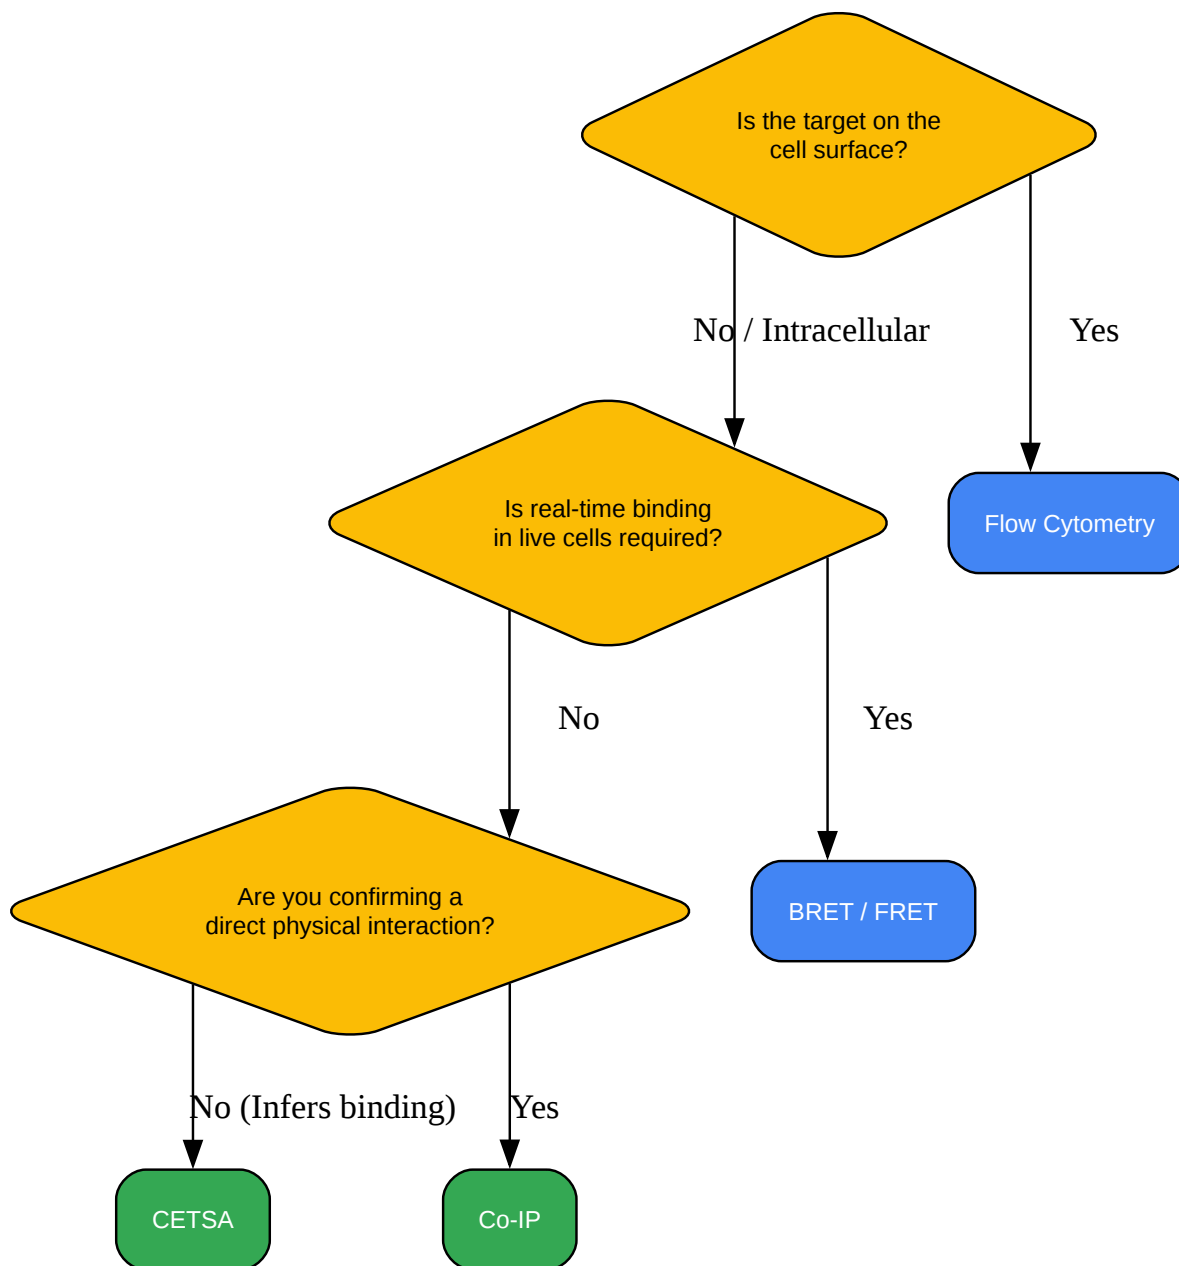 Is the target on the
cell surface?
No / Intracellular
Yes
Is real-time binding
in live cells required?
Flow Cytometry
No
Yes
Are you confirming a
direct physical interaction?
BRET / FRET
No (Infers binding)
Yes
CETSA
Co-IP